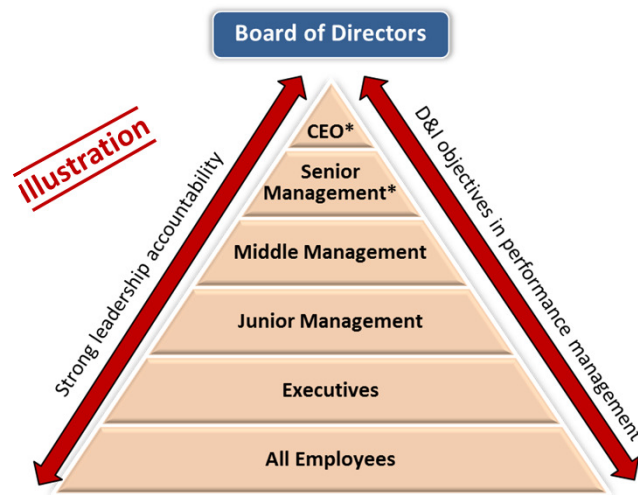 Board of Directors
Illustration
Strong leadership accountability
D&I objectives in performance management
CEO*
Senior
Management*
Middle Management
Junior Management
Executives
All Employees